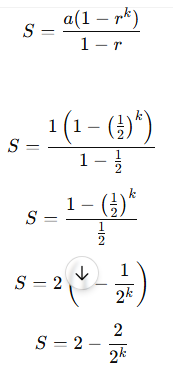 S = a(1 − r^k) / (1 − r)
S = 1(1 − (1/2)^k) / (1 − 1/2)
S = (1 − (1/2)^k) / (1/2)
S = 2( − 1/2^k)
S = 2 − 2/2^k